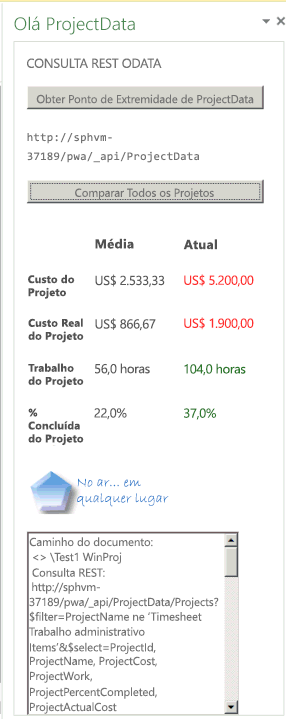 Olá ProjectData
CONSULTA REST ODATA
Obter Ponto de Extremidade de ProjectData
http://sphvm-
37189/pwa/_api/ProjectData
Comparar Todos os Projetos
Média Atual
Custo do Projeto US$ 2.533,33 US$ 5.200,00
Custo Real do Projeto US$ 866,67 US$ 1.900,00
Trabalho do Projeto 56,0 horas 104,0 horas
% Concluída do Projeto 22,0% 37,0%
No ar... em
qualquer lugar
Caminho do documento:
<> \Test1 WinProj
Consulta REST:
http://sphvm-
37189/pwa/_api/ProjectData/Projects?
$filter=ProjectName ne ‘Timesheet
Trabalho administrativo
Items’&$select=ProjectId,
ProjectName, ProjectCost,
ProjectWork,
ProjectPercentCompleted,
ProjectActualCost